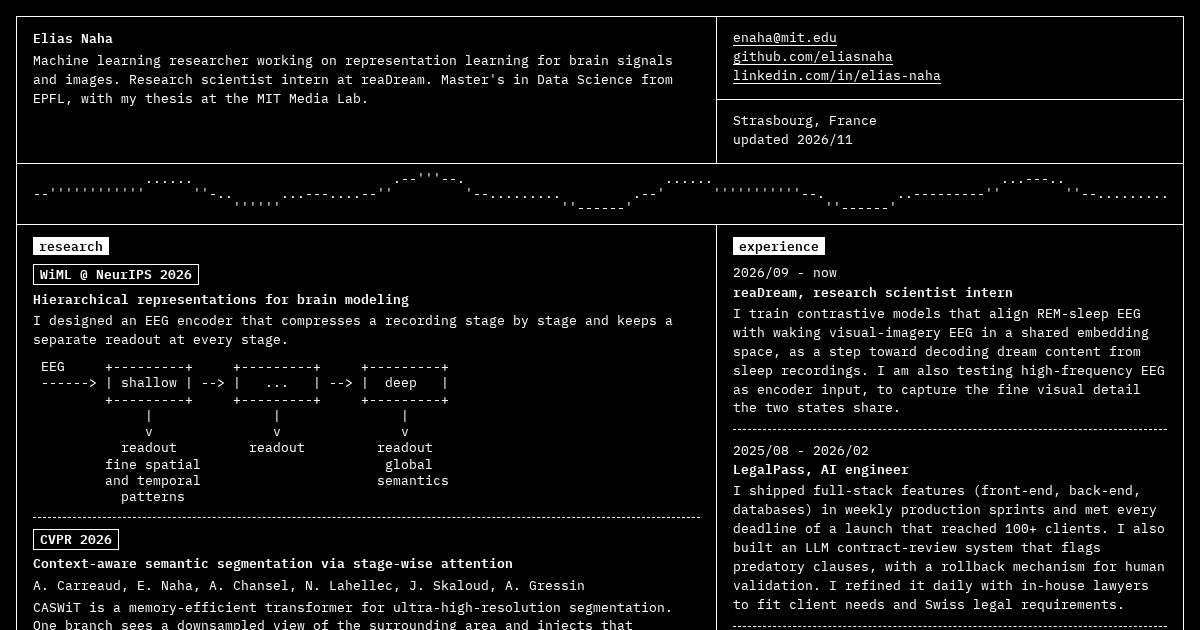 Elias Naha
Machine learning researcher working on representation learning for brain signals
and images. Research scientist intern at reaDream. Master's in Data Science from
EPFL, with my thesis at the MIT Media Lab.
enaha@mit.edu
github.com/eliasnaha
linkedin.com/in/elias-naha
Strasbourg, France
updated 2026/11
research
WiML @ NeurIPS 2026
Hierarchical representations for brain modeling
I designed an EEG encoder that compresses a recording stage by stage and keeps a
separate readout at every stage.
EEG +---------+ +---------+ +---------+
------> | shallow | --> | ... | --> | deep |
+---------+ +---------+ +---------+
| | |
v v v
readout readout readout
fine spatial global
and temporal semantics
patterns
CVPR 2026
Context-aware semantic segmentation via stage-wise attention
A. Carreaud, E. Naha, A. Chansel, N. Lahellec, J. Skaloud, A. Gressin
CASWiT is a memory-efficient transformer for ultra-high-resolution segmentation.
One branch sees a downsampled view of the surrounding area and injects that
experience
2026/09 - now
reaDream, research scientist intern
I train contrastive models that align REM-sleep EEG
with waking visual-imagery EEG in a shared embedding
space, as a step toward decoding dream content from
sleep recordings. I am also testing high-frequency EEG
as encoder input, to capture the fine visual detail
the two states share.
2025/08 - 2026/02
LegalPass, AI engineer
I shipped full-stack features (front-end, back-end,
databases) in weekly production sprints and met every
deadline of a launch that reached 100+ clients. I also
built an LLM contract-review system that flags
predatory clauses, with a rollback mechanism for human
validation. I refined it daily with in-house lawyers
to fit client needs and Swiss legal requirements.